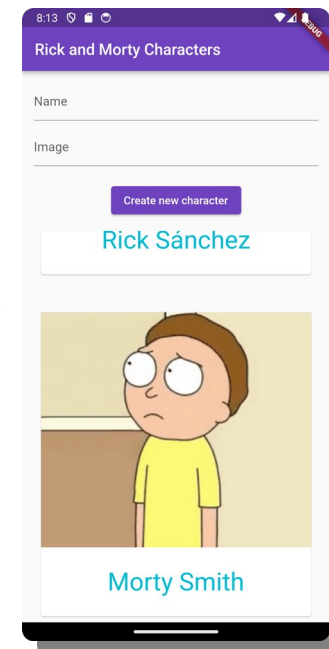 8:13
DEBUG
Rick and Morty Characters
Name
Image
Create new character
Rick Sánchez
Morty Smith